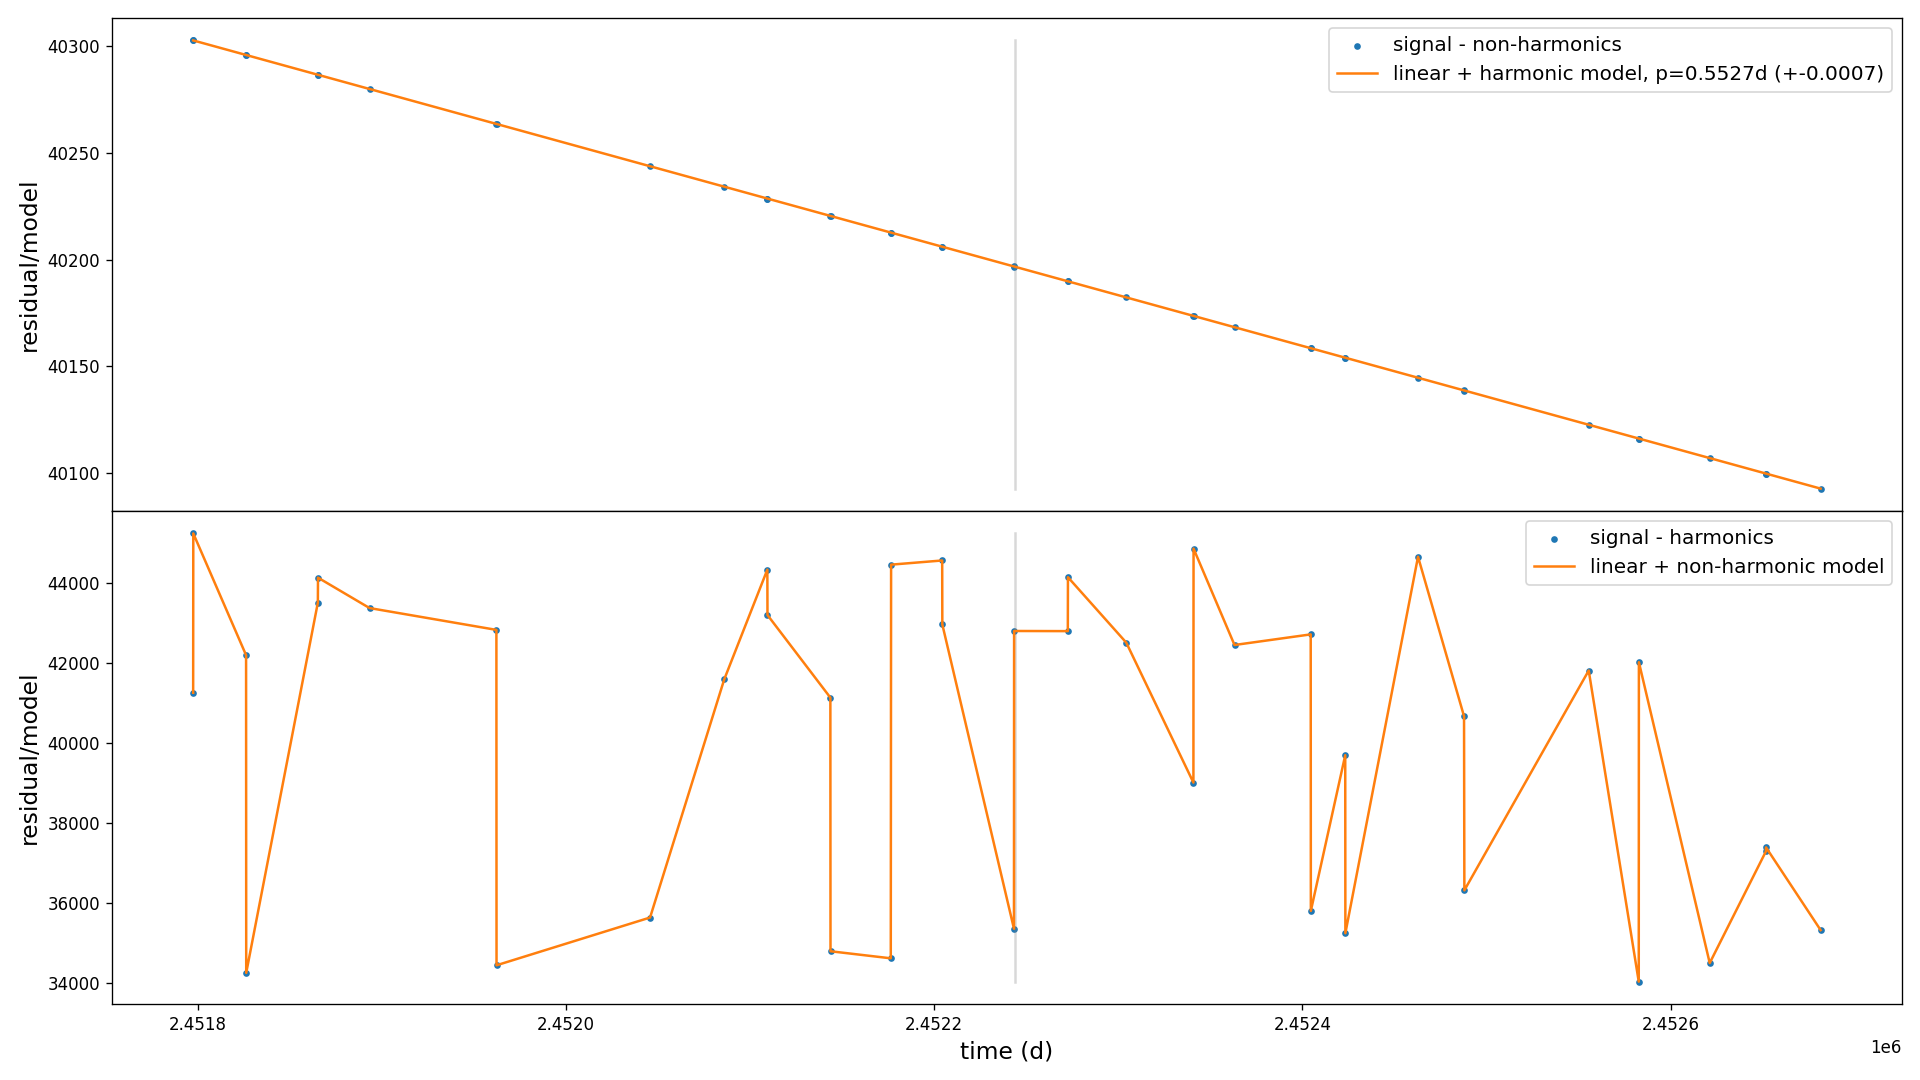 40300
40250
40200
40150
40100
residual/model
signal - non-harmonics
linear + harmonic model, p=0.5527d (+-0.0007)
44000
42000
40000
38000
36000
34000
residual/model
signal - harmonics
linear + non-harmonic model
2.4518
2.4520
2.4522
2.4524
2.4526
1e6
time (d)